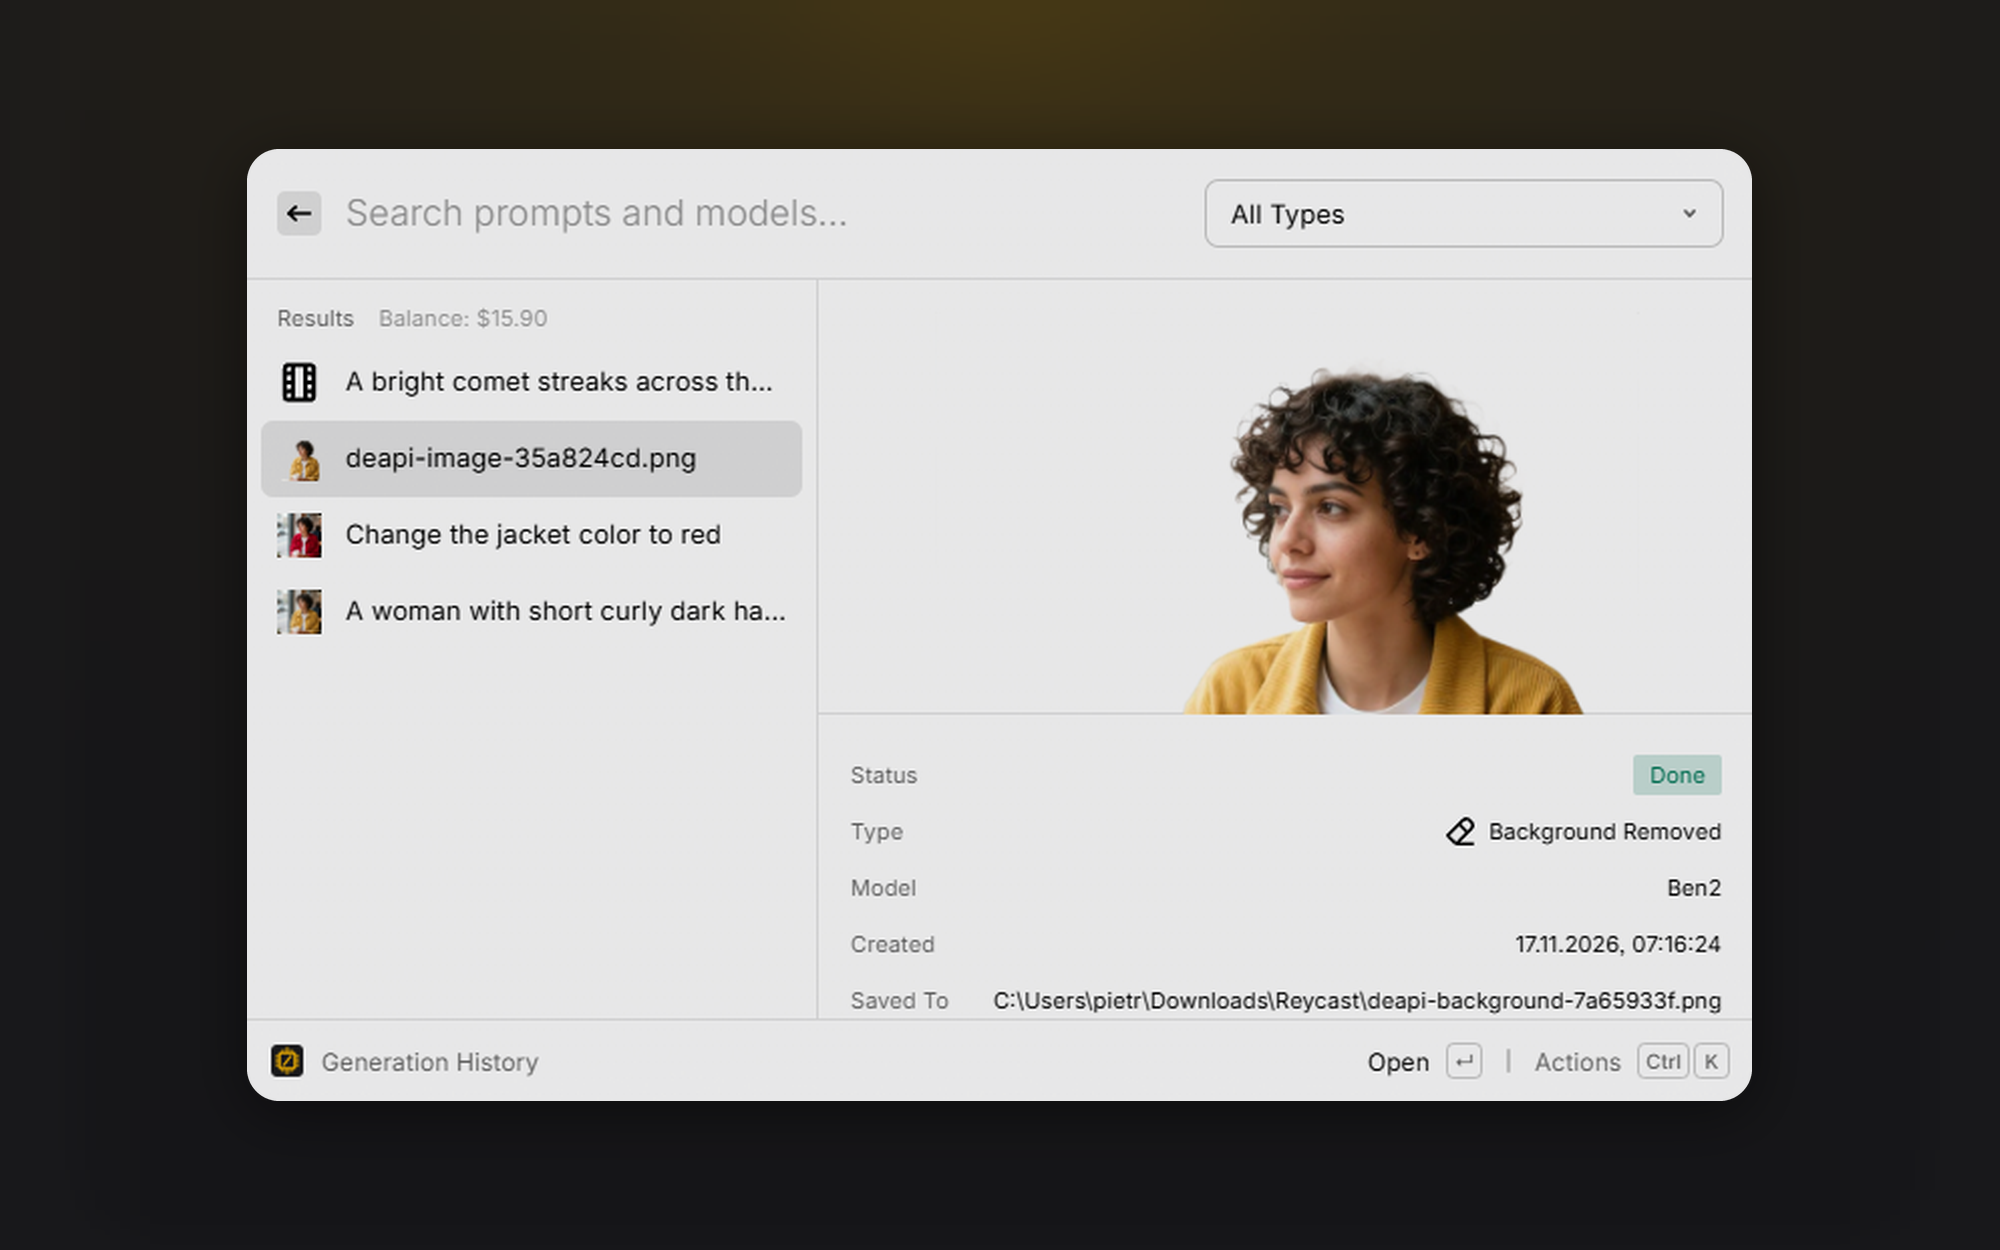 Search prompts and models...
All Types
Results Balance: $15.90
A bright comet streaks across th...
deapi-image-35a824cd.png
Change the jacket color to red
A woman with short curly dark ha...
Status Done
Type Background Removed
Model Ben2
Created 17.11.2026, 07:16:24
Saved To C:\Users\pietr\Downloads\Reycast\deapi-background-7a65933f.png
Generation History
Open | Actions Ctrl K